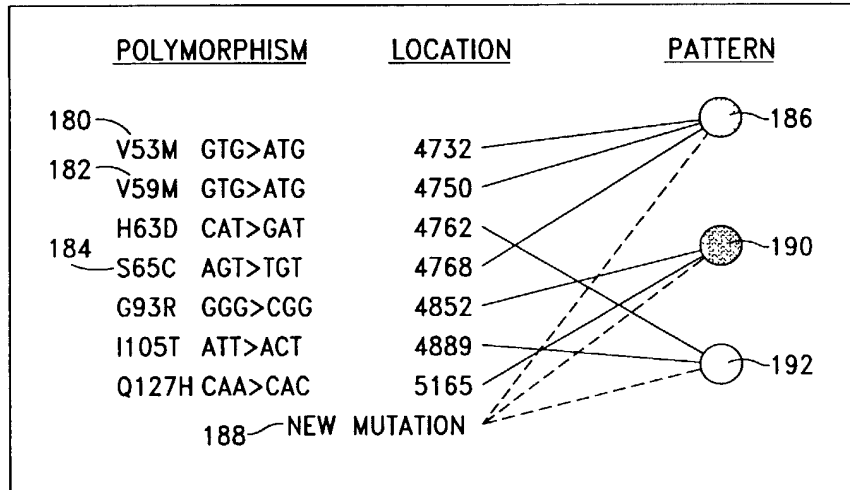 POLYMORPHISM LOCATION PATTERN
180
186
V53M GTG>ATG 4732
182
V59M GTG>ATG 4750
H63D CAT>GAT 4762
184
190
S65C AGT>TGT 4768
G93R GGG>CGG 4852
I105T ATT>ACT 4889
192
Q127H CAA>CAC 5165
188 NEW MUTATION